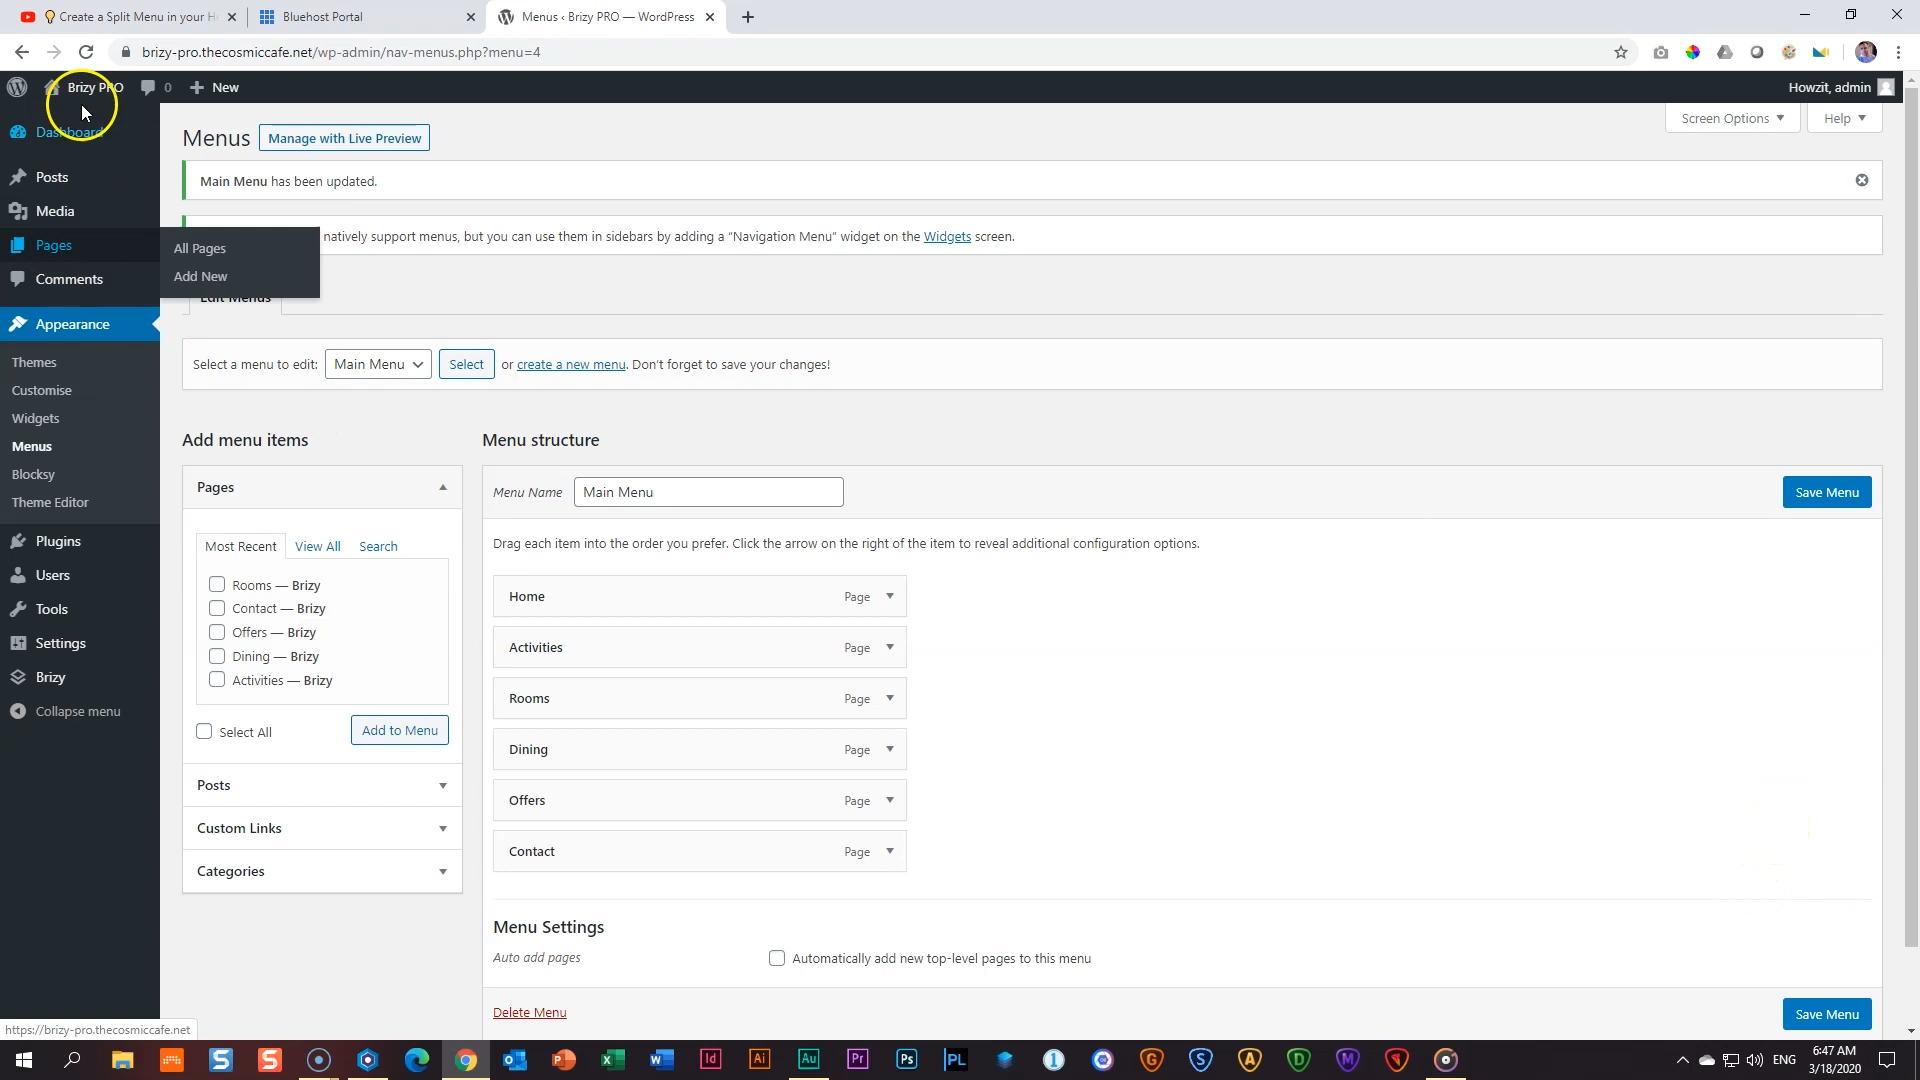 Create a Split Menu in your H
Bluehost Portal
Menus ‹ Brizy PRO — WordPress
brizy-pro.thecosmiccafe.net/wp-admin/nav-menus.php?menu=4
Brizy PRO
0
New
Howzit, admin
Dashboard
Posts
Media
Pages
All Pages
Add New
Comments
Appearance
Themes
Customise
Widgets
Menus
Blocksy
Theme Editor
Plugins
Users
Tools
Settings
Brizy
Collapse menu
Menus
Manage with Live Preview
Screen Options
Help
Main Menu has been updated.
natively support menus, but you can use them in sidebars by adding a “Navigation Menu” widget on the Widgets screen.
Edit Menus
Select a menu to edit: Main Menu Select or create a new menu. Don’t forget to save your changes!
Add menu items
Pages
Most Recent View All Search
Rooms — Brizy
Contact — Brizy
Offers — Brizy
Dining — Brizy
Activities — Brizy
Select All
Add to Menu
Posts
Custom Links
Categories
Menu structure
Menu Name Main Menu
Save Menu
Drag each item into the order you prefer. Click the arrow on the right of the item to reveal additional configuration options.
Home Page
Activities Page
Rooms Page
Dining Page
Offers Page
Contact Page
Menu Settings
Auto add pages
Automatically add new top-level pages to this menu
Delete Menu
Save Menu
https://brizy-pro.thecosmiccafe.net
ENG
6:47 AM
3/18/2020